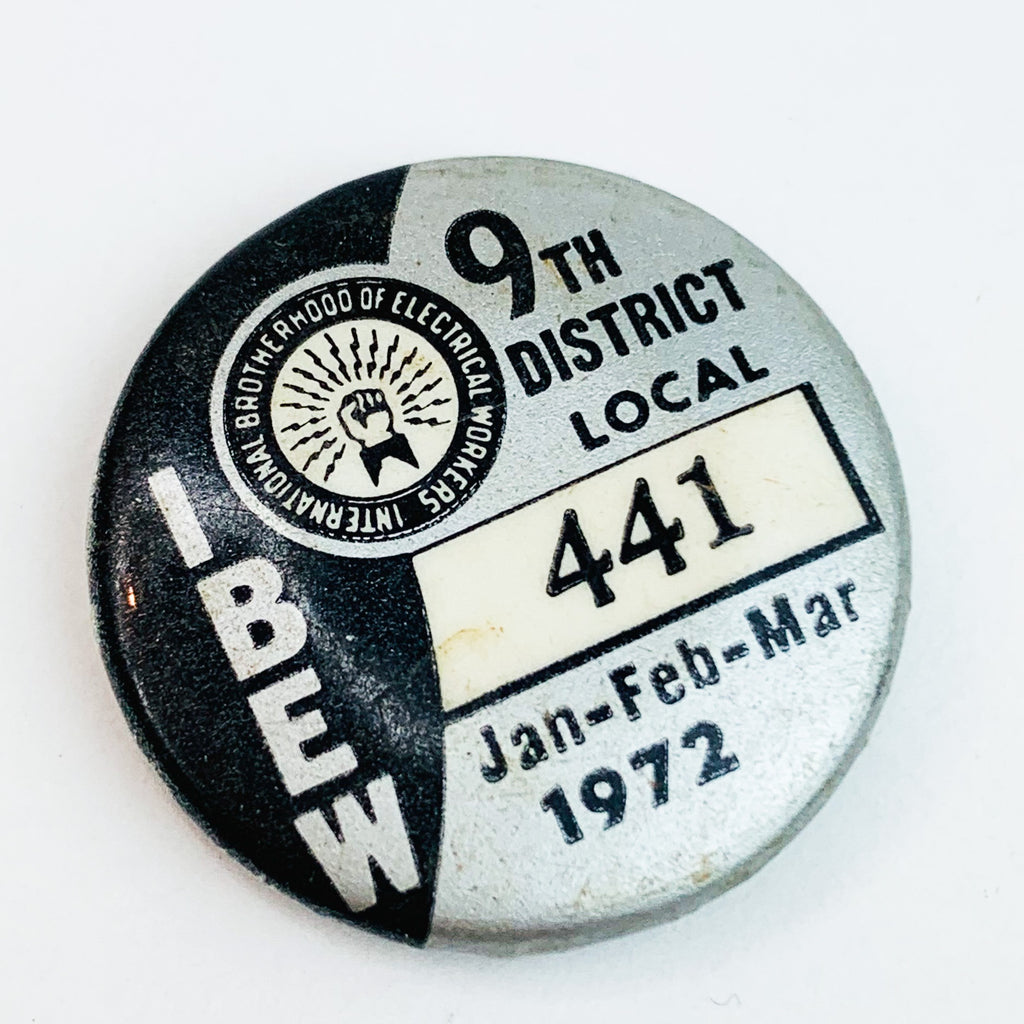 9TH
DISTRICT
LOCAL
441
Jan-Feb-Mar
1972
INTERNATIONAL BROTHERHOOD OF ELECTRICAL WORKERS
IBEW